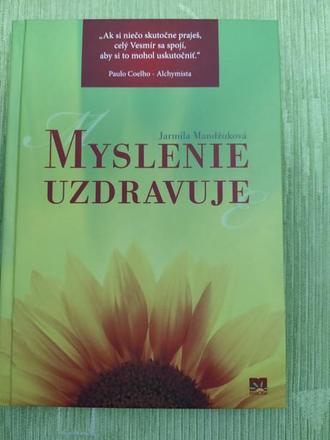 „Ak si niečo skutočne praješ,
celý Vesmír sa spojí,
aby si to mohol uskutočniť.“
Paulo Coelho - Alchymista
Jarmila Mandžuková
MYSLENIE
UZDRAVUJE